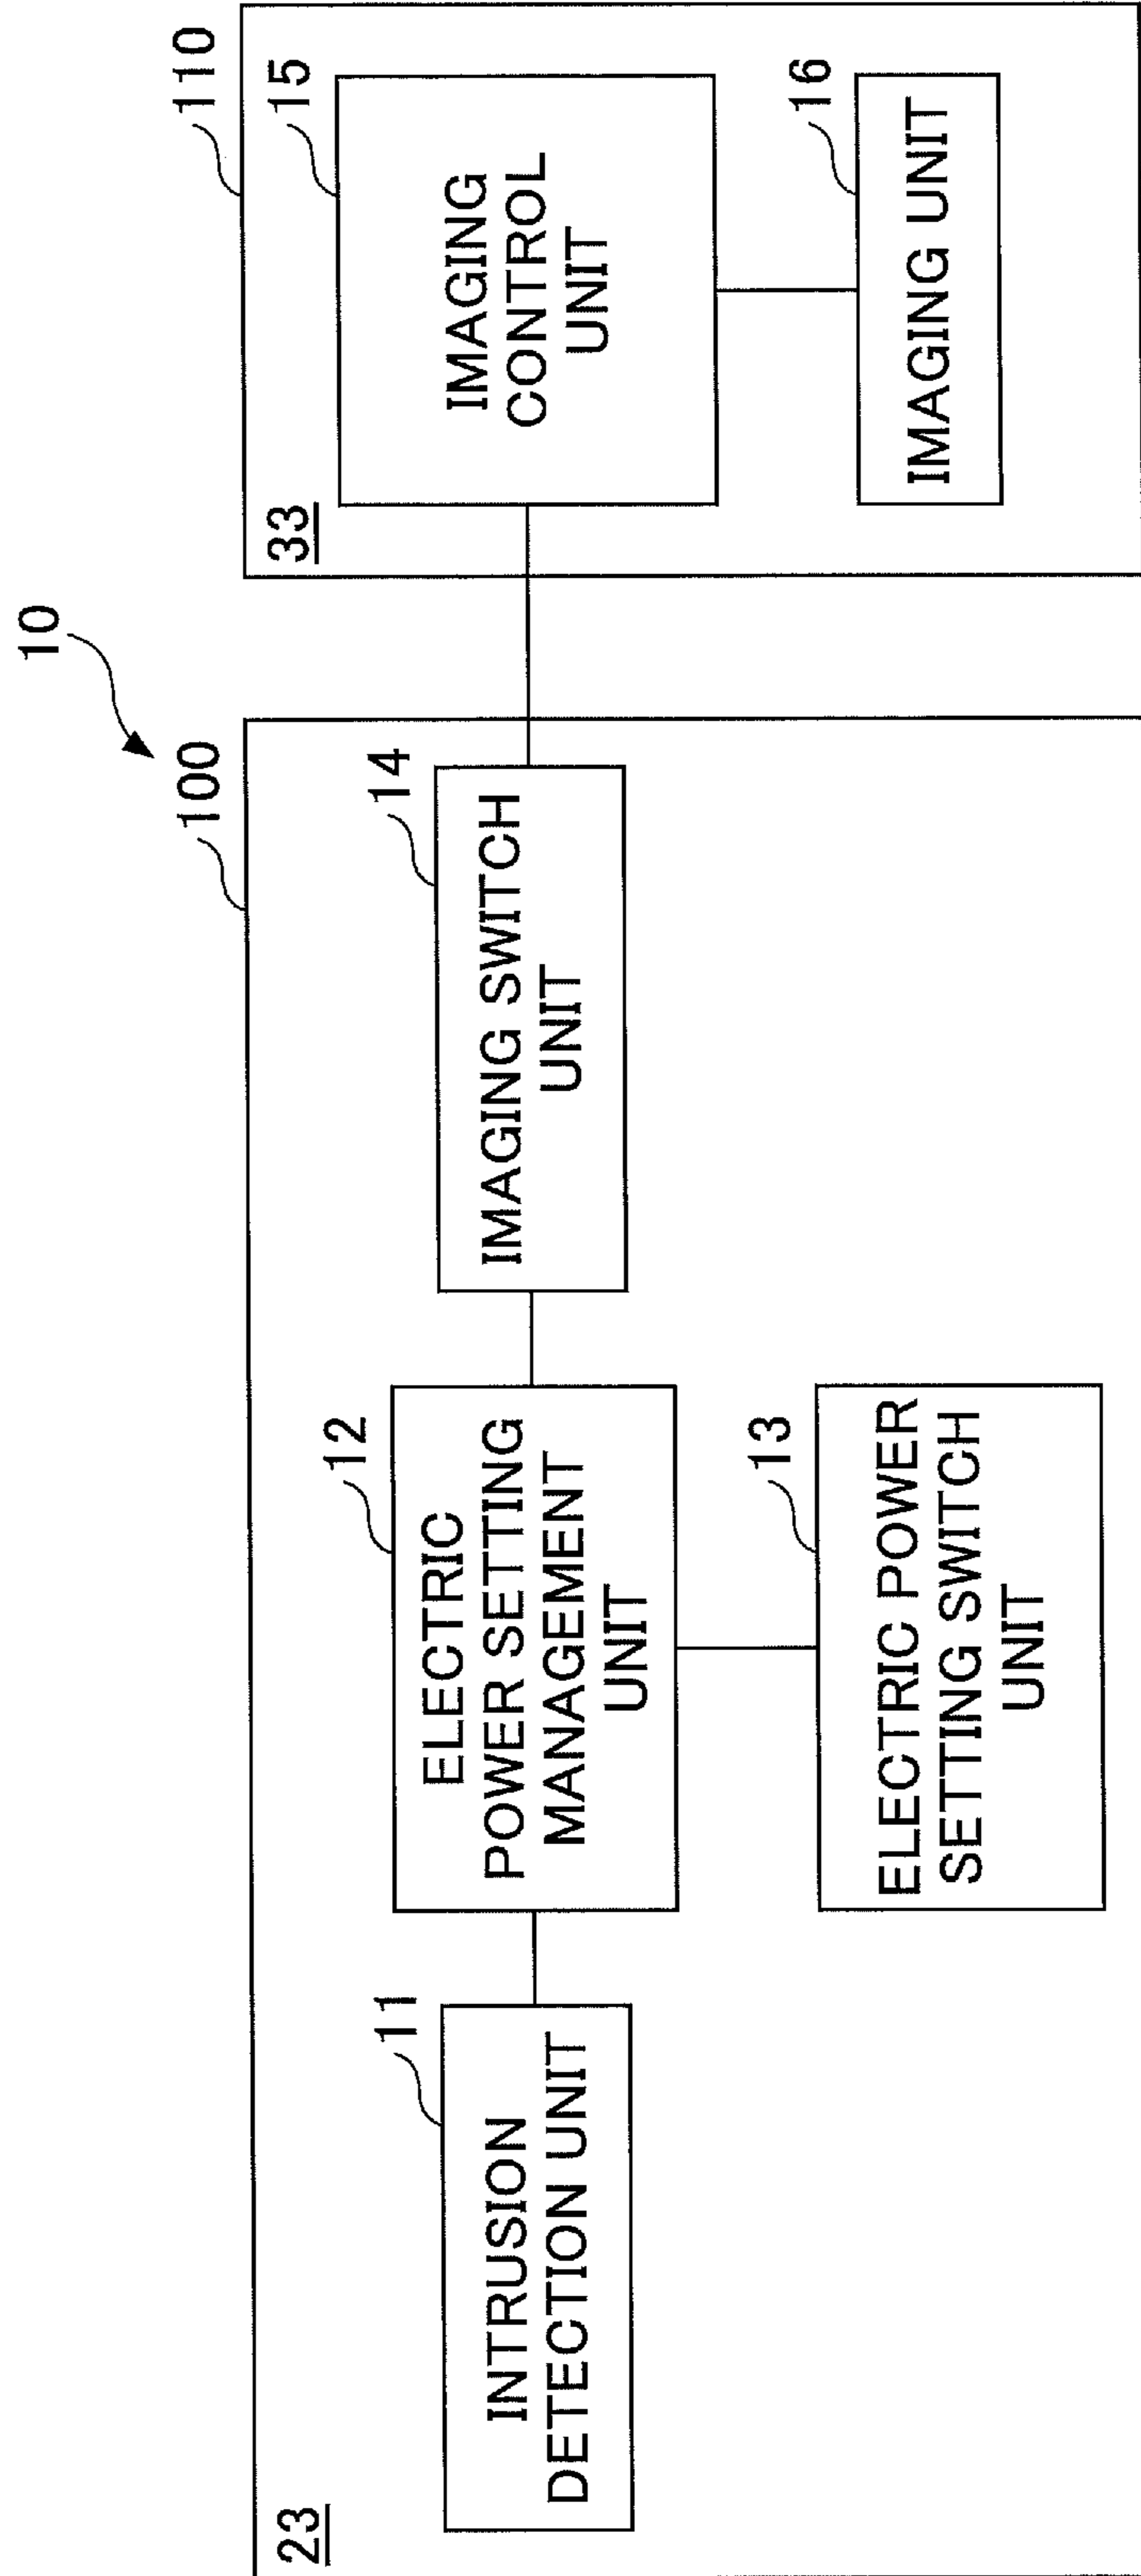 10
100
110
23
33
11
INTRUSION
DETECTION UNIT
12
ELECTRIC
POWER SETTING
MANAGEMENT
UNIT
13
ELECTRIC POWER
SETTING SWITCH
UNIT
14
IMAGING SWITCH
UNIT
15
IMAGING
CONTROL
UNIT
16
IMAGING UNIT